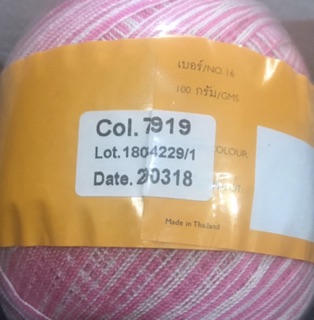 เบอร์/NO. 16
100 กรัม/GMS
Col. 7919
Lot. 1804229/1
Date. 20318
COLOUR
Made in Thailand